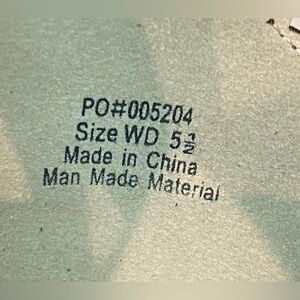 PO#005204
Size WD 5½
Made in China
Man Made Material